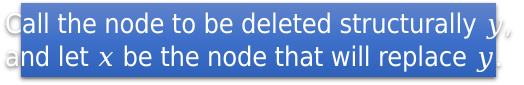 Call the node to be deleted structurally y,
and let x be the node that will replace y.